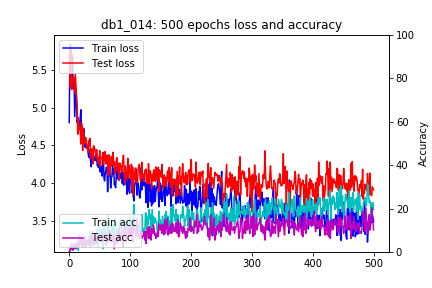 db1_014: 500 epochs loss and accuracy
Train loss
Test loss
Train acc
Test acc
Loss
5.5
5.0
4.5
4.0
3.5
100
80
60
40
20
0
Accuracy
0
100
200
300
400
500